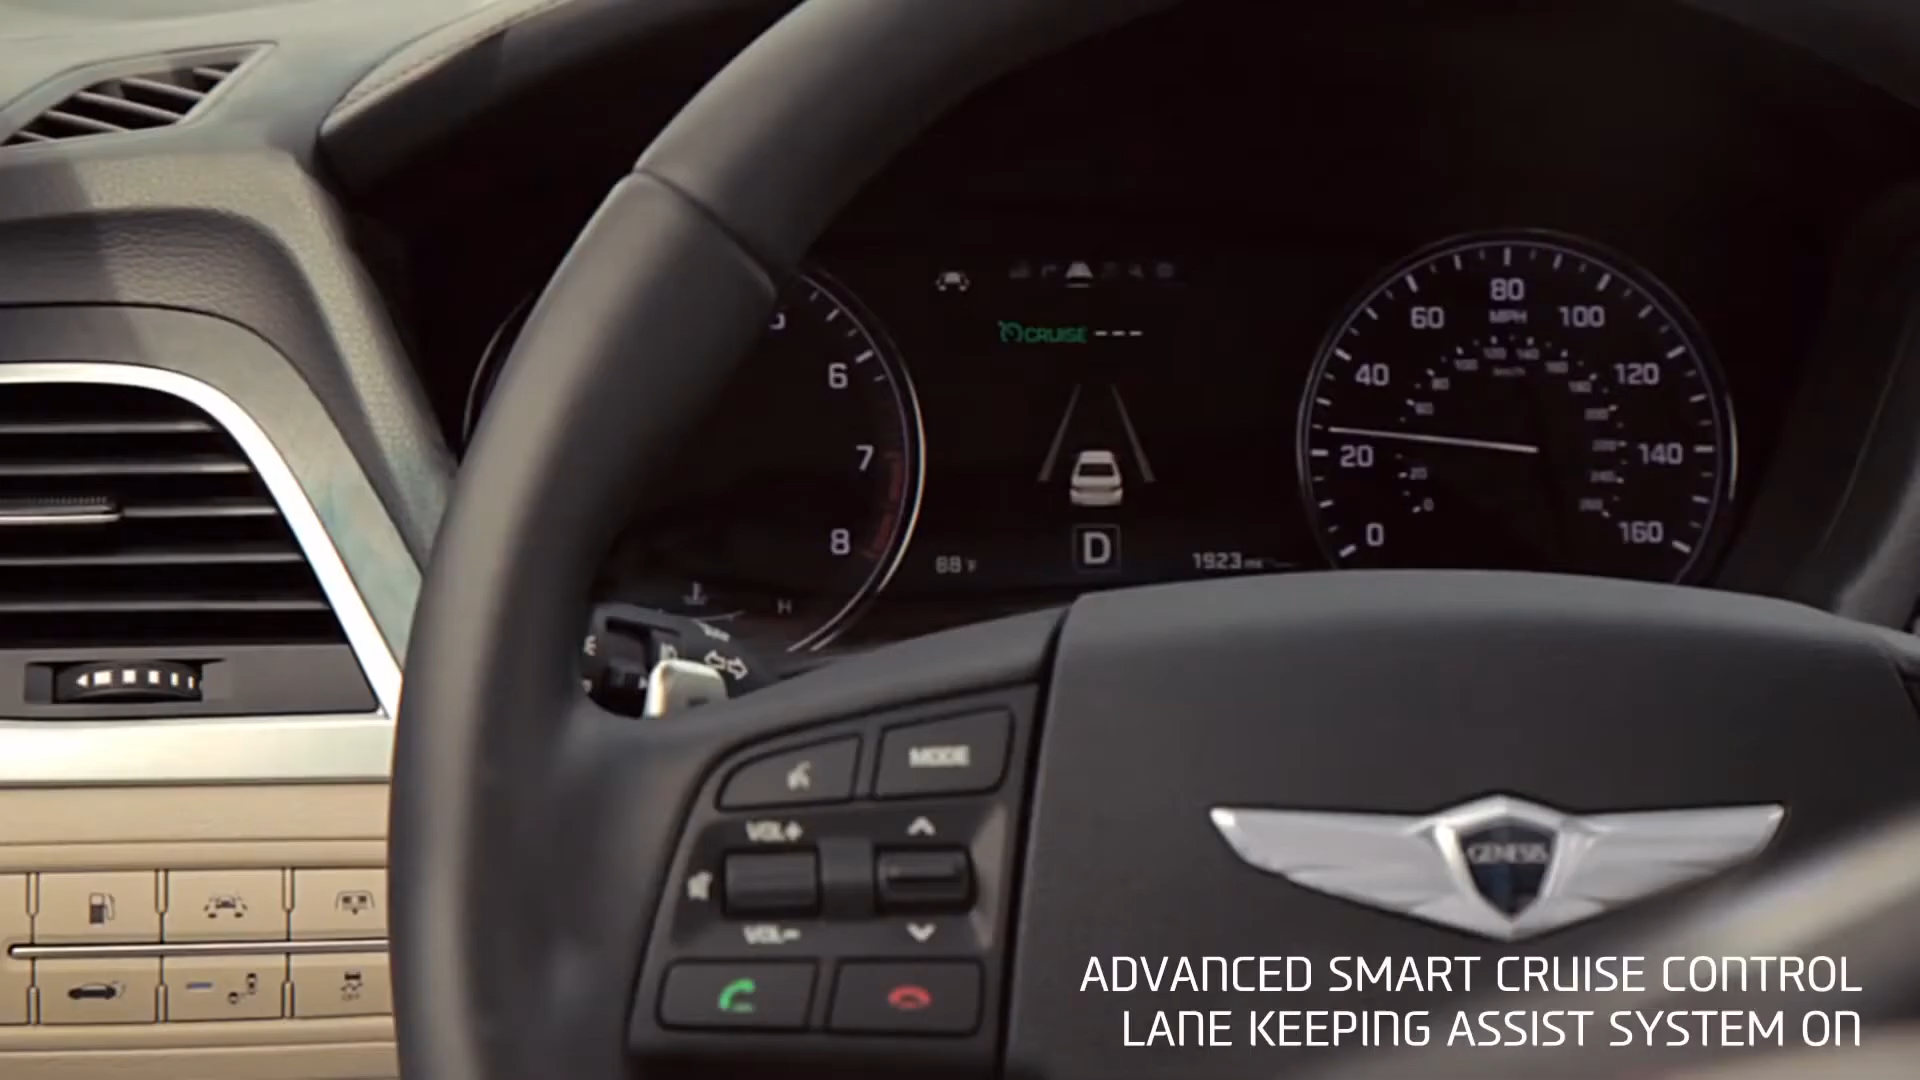 CRUISE ---
80
60 MPH 100
40 120
6
7
20 140
8
0 160
D
1923
H
MODE
VOL+
VOL-
GENESIS
OFF
ADVANCED SMART CRUISE CONTROL
LANE KEEPING ASSIST SYSTEM ON